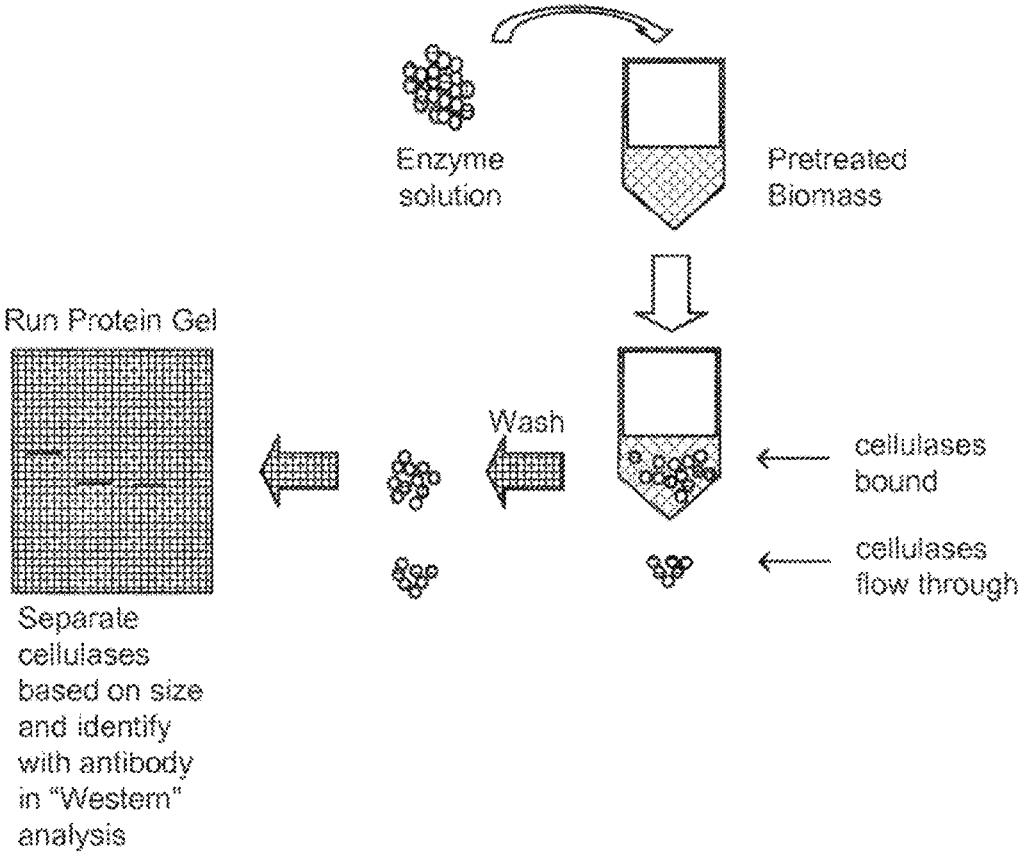 Enzyme
solution
Pretreated
Biomass
Run Protein Gel
Wash
cellulases
bound
cellulases
flow through
Separate
cellulases
based on size
and identify
with antibody
in “Western”
analysis